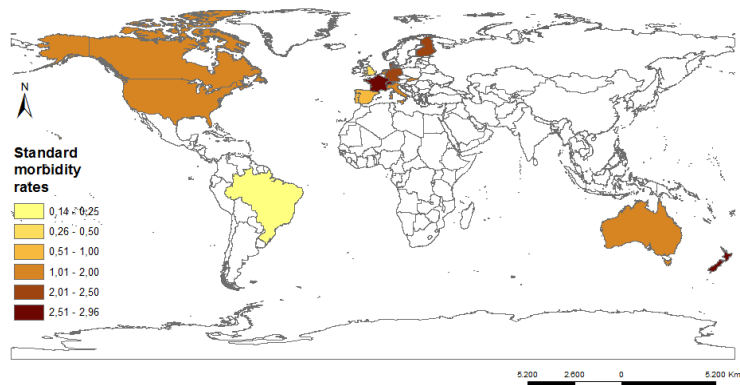 N
Standard
morbidity
rates
0,14 - 0,25
0,26 - 0,50
0,51 - 1,00
1,01 - 2,00
2,01 - 2,50
2,51 - 2,96
5.200 2.600 0 5.200 Km